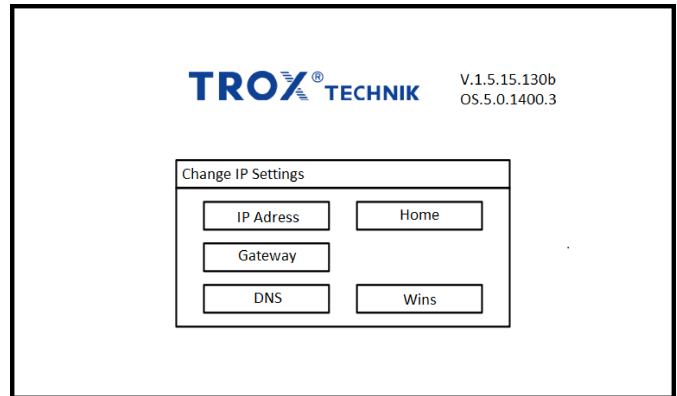 TROX® TECHNIK
V.1.5.15.130b
OS.5.0.1400.3
Change IP Settings
IP Adress
Home
Gateway
DNS
Wins